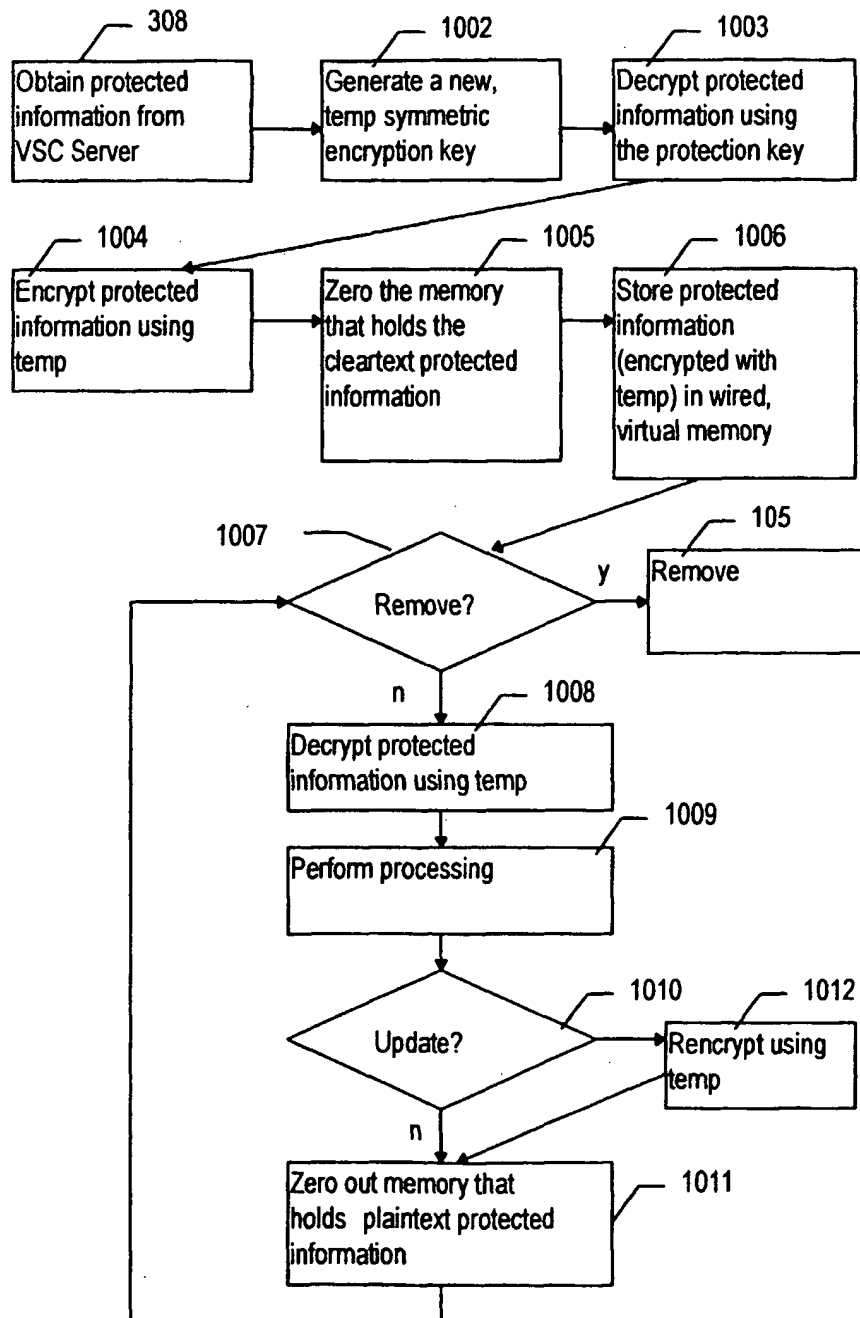 308
Obtain protected
information from
VSC Server
1002
Generate a new,
temp symmetric
encryption key
1003
Decrypt protected
information using
the protection key
1004
Encrypt protected
information using
temp
1005
Zero the memory
that holds the
cleartext protected
information
1006
Store protected
information
(encrypted with
temp) in wired,
virtual memory
1007
Remove?
y
105
Remove
n
1008
Decrypt protected
information using temp
1009
Perform processing
1010
Update?
1012
Rencrypt using
temp
n
1011
Zero out memory that
holds plaintext protected
information